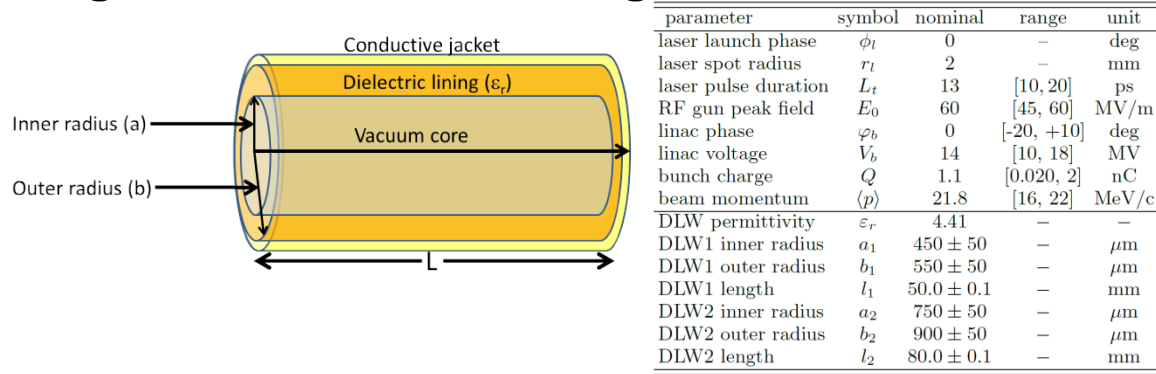 Conductive jacket
Dielectric lining (εr)
Inner radius (a)
Vacuum core
Outer radius (b)
L
parameter symbol nominal range unit
laser launch phase ϕl 0 – deg
laser spot radius rl 2 – mm
laser pulse duration Lt 13 [10, 20] ps
RF gun peak field E0 60 [45, 60] MV/m
linac phase φb 0 [-20, +10] deg
linac voltage Vb 14 [10, 18] MV
bunch charge Q 1.1 [0.020, 2] nC
beam momentum ⟨p⟩ 21.8 [16, 22] MeV/c
DLW permittivity εr 4.41 – –
DLW1 inner radius a1 450 ± 50 – μm
DLW1 outer radius b1 550 ± 50 – μm
DLW1 length l1 50.0 ± 0.1 – mm
DLW2 inner radius a2 750 ± 50 – μm
DLW2 outer radius b2 900 ± 50 – μm
DLW2 length l2 80.0 ± 0.1 – mm